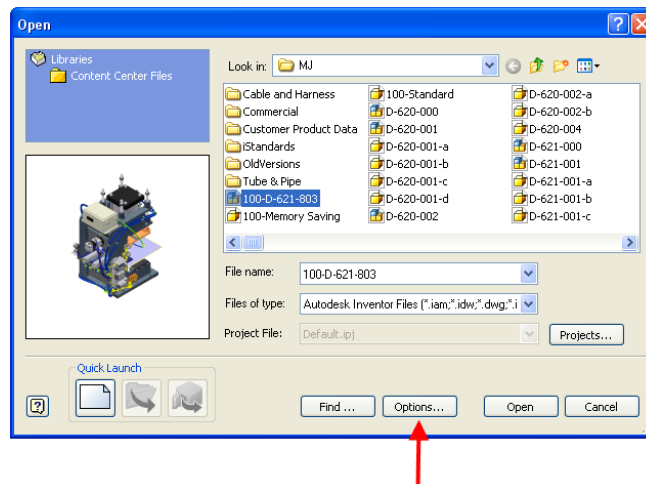 Open
Libraries
Content Center Files
Look in: MJ
Cable and Harness
Commercial
Customer Product Data
iStandards
OldVersions
Tube & Pipe
100-D-621-803
100-Memory Saving
100-Standard
D-620-000
D-620-001
D-620-001-a
D-620-001-b
D-620-001-c
D-620-001-d
D-620-002
D-620-002-a
D-620-002-b
D-620-004
D-621-000
D-621-001
D-621-001-a
D-621-001-b
D-621-001-c
File name: 100-D-621-803
Files of type: Autodesk Inventor Files (*.iam;*.idw;*.dwg;*.i
Project File: Default.ipj Projects...
Quick Launch
Find ... Options... Open Cancel